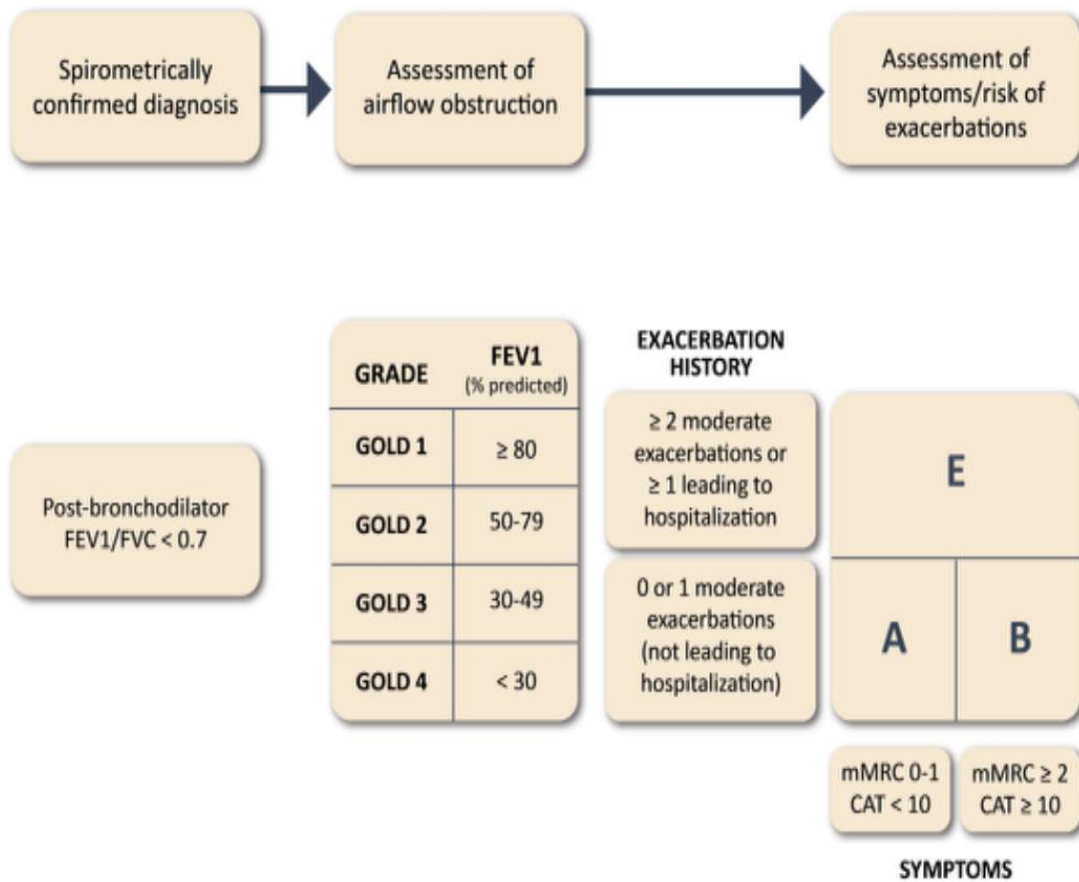 Spirometrically
confirmed diagnosis
Assessment of
airflow obstruction
Assessment of
symptoms/risk of
exacerbations
Post-bronchodilator
FEV1/FVC < 0.7
GRADE
FEV1
(% predicted)
GOLD 1
≥ 80
GOLD 2
50-79
GOLD 3
30-49
GOLD 4
< 30
EXACERBATION
HISTORY
≥ 2 moderate
exacerbations or
≥ 1 leading to
hospitalization
0 or 1 moderate
exacerbations
(not leading to
hospitalization)
E
A
B
mMRC 0-1
CAT < 10
mMRC ≥ 2
CAT ≥ 10
SYMPTOMS